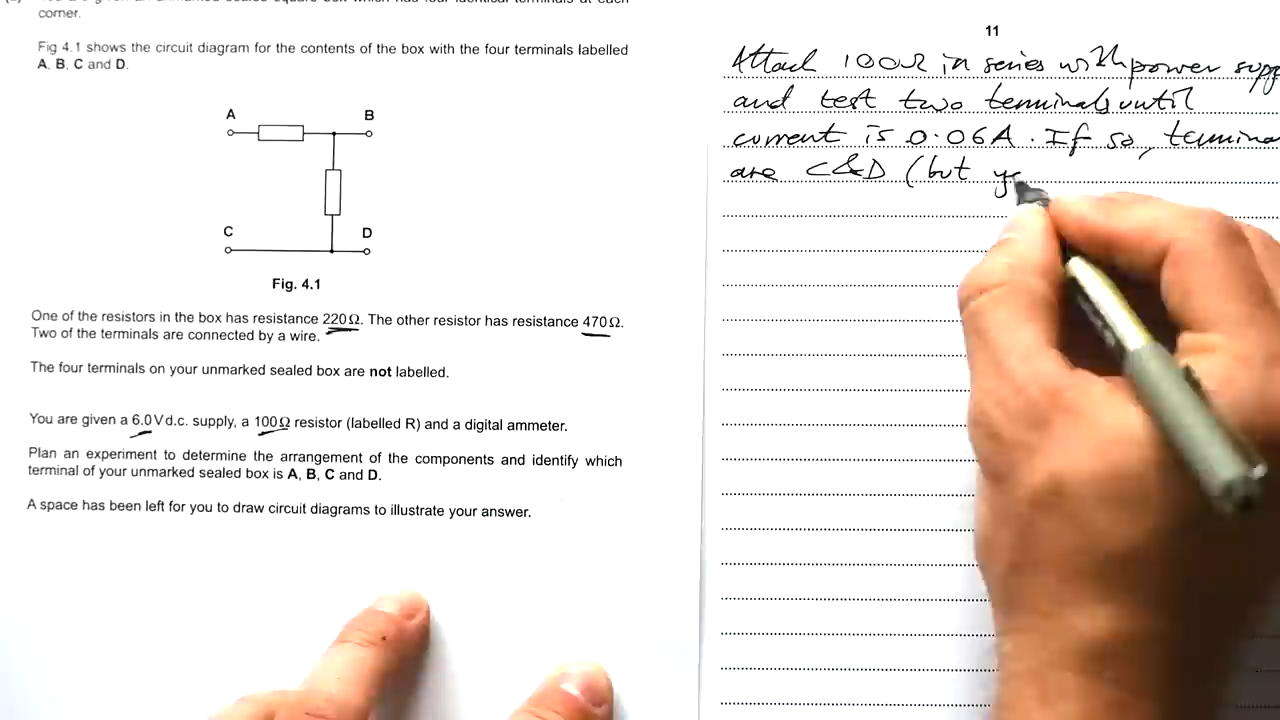 corner.
Fig 4.1 shows the circuit diagram for the contents of the box with the four terminals labelled
A, B, C and D.
A
B
C
D
Fig. 4.1
One of the resistors in the box has resistance 220Ω. The other resistor has resistance 470Ω.
Two of the terminals are connected by a wire.
The four terminals on your unmarked sealed box are not labelled.
You are given a 6.0V d.c. supply, a 100Ω resistor (labelled R) and a digital ammeter.
Plan an experiment to determine the arrangement of the components and identify which
terminal of your unmarked sealed box is A, B, C and D.
A space has been left for you to draw circuit diagrams to illustrate your answer.
11
Attach 100Ω in series with power supp
and test two terminals until
current is 0.06A. If so, termina
are C&D (but